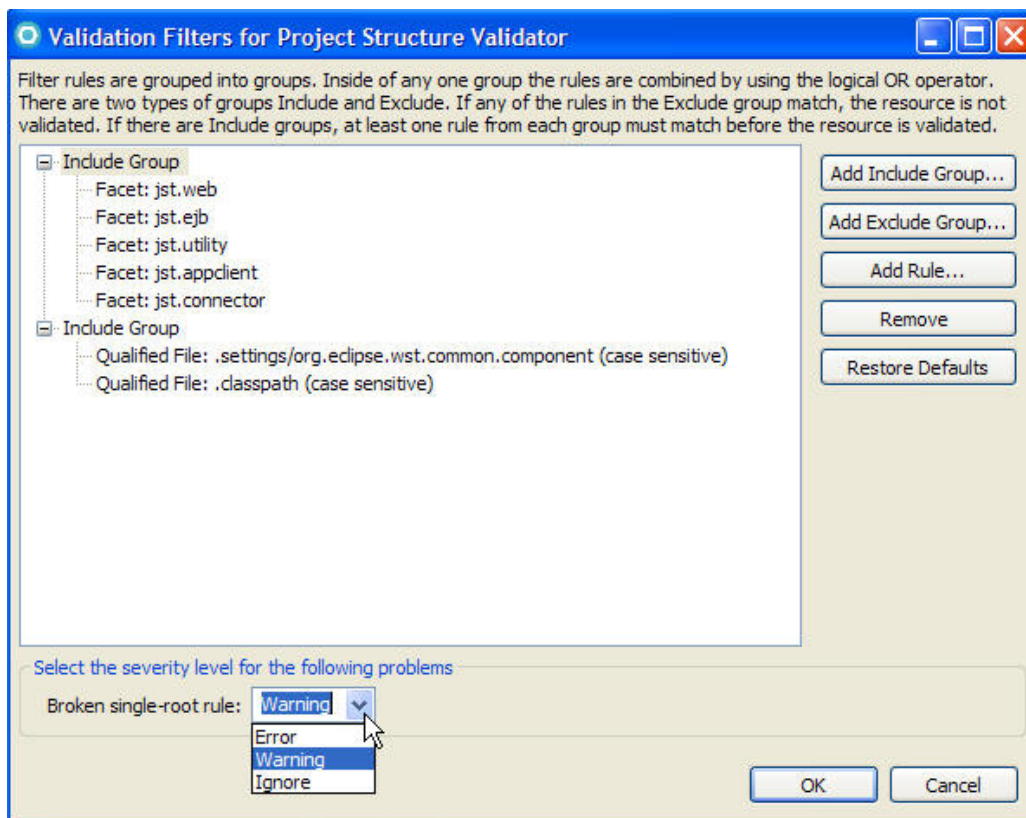 Validation Filters for Project Structure Validator
Filter rules are grouped into groups. Inside of any one group the rules are combined by using the logical OR operator.
There are two types of groups Include and Exclude. If any of the rules in the Exclude group match, the resource is not
validated. If there are Include groups, at least one rule from each group must match before the resource is validated.
Include Group
Facet: jst.web
Facet: jst.ejb
Facet: jst.utility
Facet: jst.appclient
Facet: jst.connector
Include Group
Qualified File: .settings/org.eclipse.wst.common.component (case sensitive)
Qualified File: .classpath (case sensitive)
Add Include Group...
Add Exclude Group...
Add Rule...
Remove
Restore Defaults
Select the severity level for the following problems
Broken single-root rule: Warning
Error
Warning
Ignore
OK Cancel